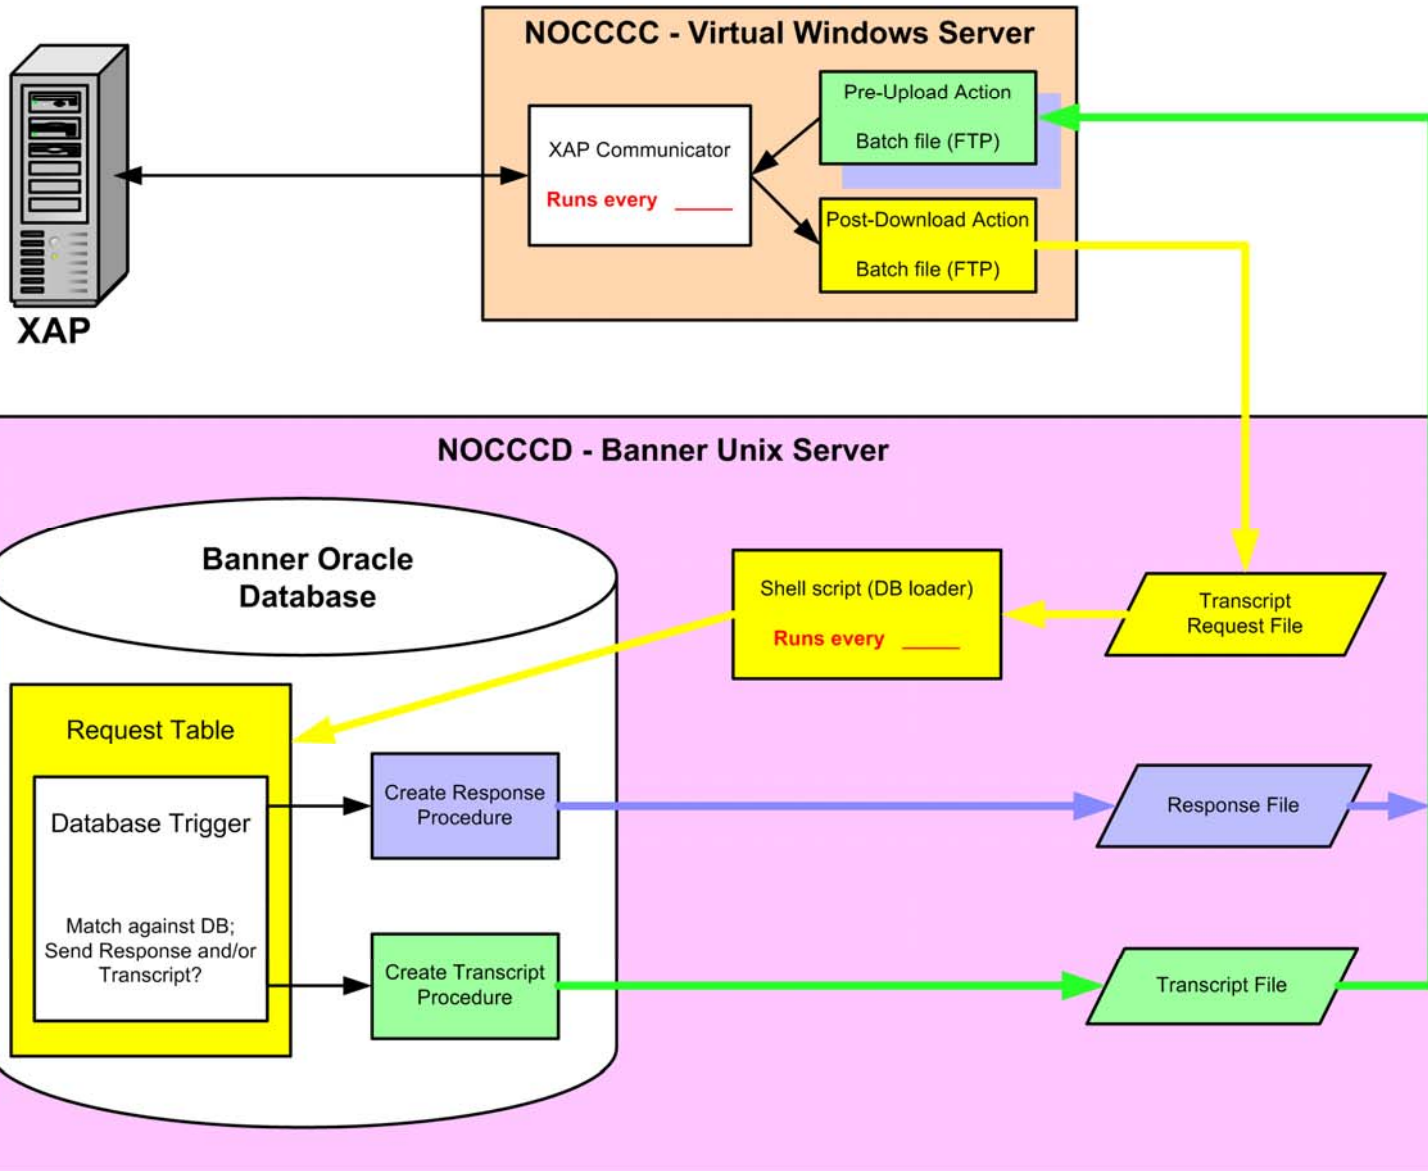 NOCCCC - Virtual Windows Server
Pre-Upload Action
Batch file (FTP)
XAP Communicator
Runs every _____
Post-Download Action
Batch file (FTP)
XAP
NOCCCD - Banner Unix Server
Banner Oracle
Database
Shell script (DB loader)
Runs every _____
Transcript
Request File
Request Table
Database Trigger
Match against DB;
Send Response and/or
Transcript?
Create Response
Procedure
Response File
Create Transcript
Procedure
Transcript File